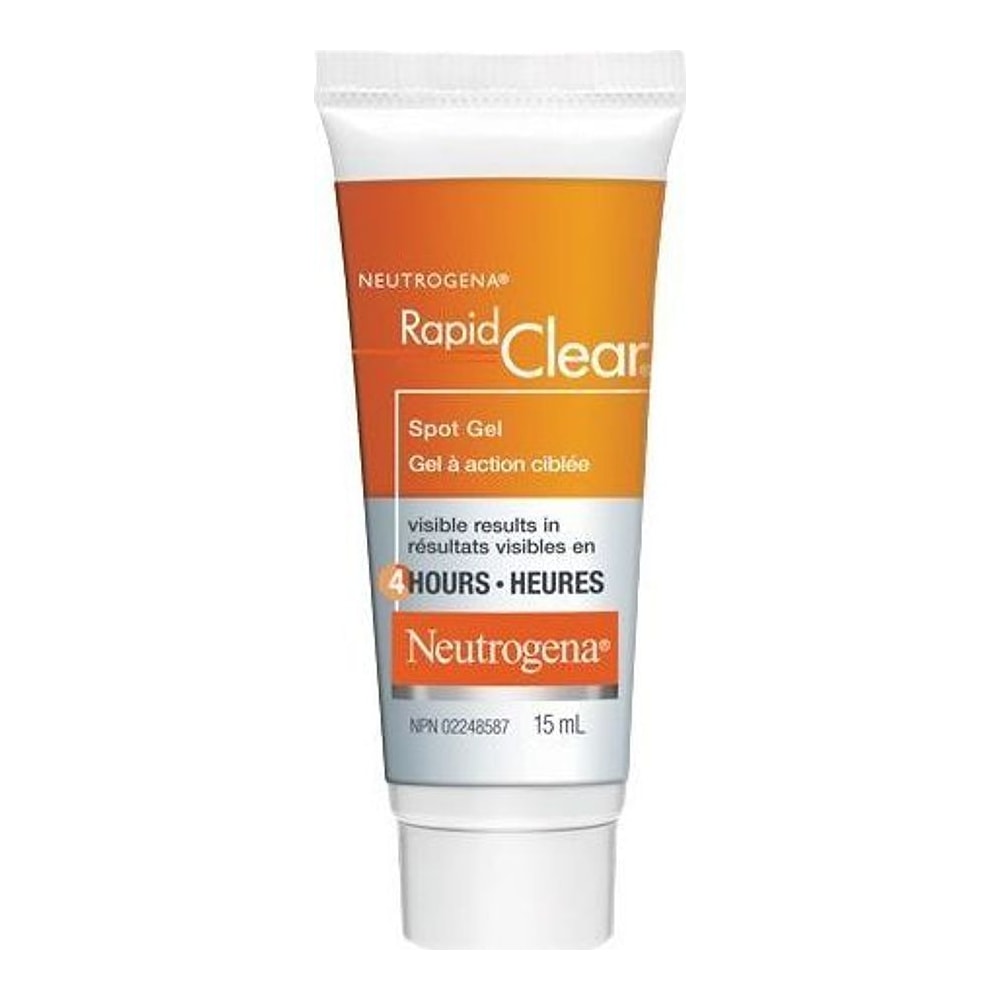 NEUTROGENA®
Rapid Clear®
Spot Gel
Gel à action ciblée
visible results in
résultats visibles en
4 HOURS • HEURES
Neutrogena®
NPN 02248587 15 mL